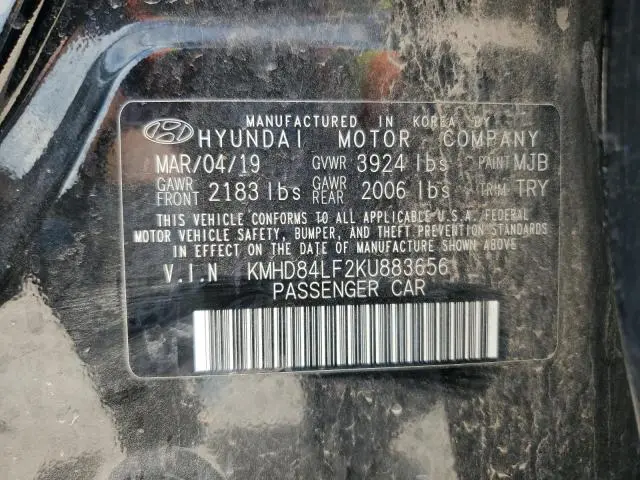 MANUFACTURED IN KOREA BY
HYUNDAI MOTOR COMPANY
MAR/04/19 GVWR 3924 lbs PAINT MJB
GAWR FRONT 2183 lbs GAWR REAR 2006 lbs TRIM TRY
THIS VEHICLE CONFORMS TO ALL APPLICABLE U.S.A. FEDERAL
MOTOR VEHICLE SAFETY, BUMPER, AND THEFT PREVENTION STANDARDS
IN EFFECT ON THE DATE OF MANUFACTURE SHOWN ABOVE.
V.I.N KMHD84LF2KU883656
PASSENGER CAR